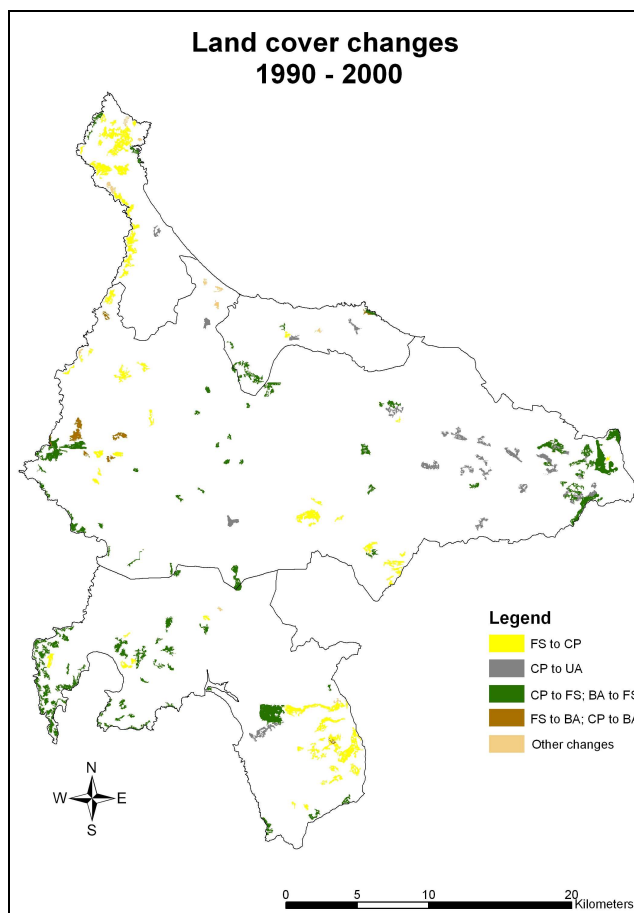 Land cover changes
1990 - 2000
Legend
FS to CP
CP to UA
CP to FS; BA to FS
FS to BA; CP to BA
Other changes
N
W E
S
0 5 10 20
Kilometers